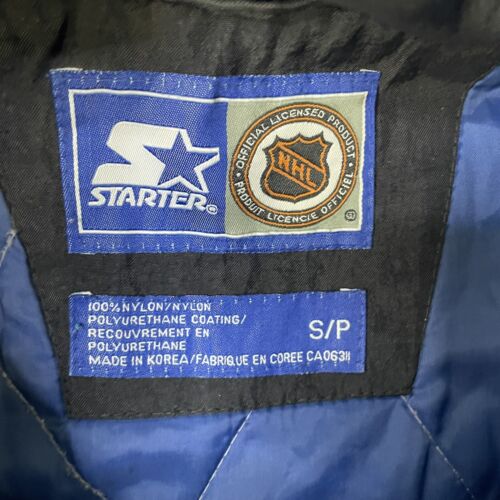 STARTER®
OFFICIAL LICENSED PRODUCT
NHL
PRODUIT LICENCIE OFFICIEL
100% NYLON/NYLON
POLYURETHANE COATING/
RECOUVREMENT EN
POLYURETHANE
MADE IN KOREA/FABRIQUE EN COREE CA06311
S/P